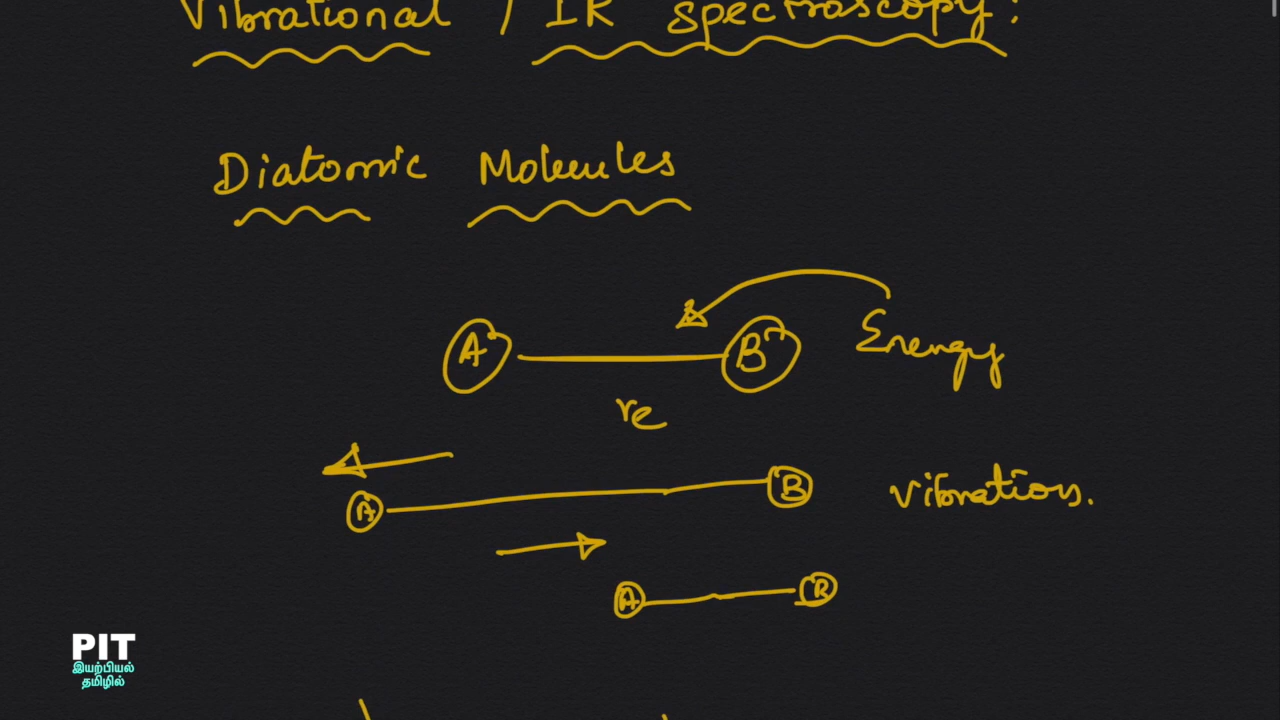 Vibrational / IR spectroscopy:
Diatomic Molecules
A B Energy
re
A B Vibrations.
A B
PIT
இயற்பியல்
தமிழில்